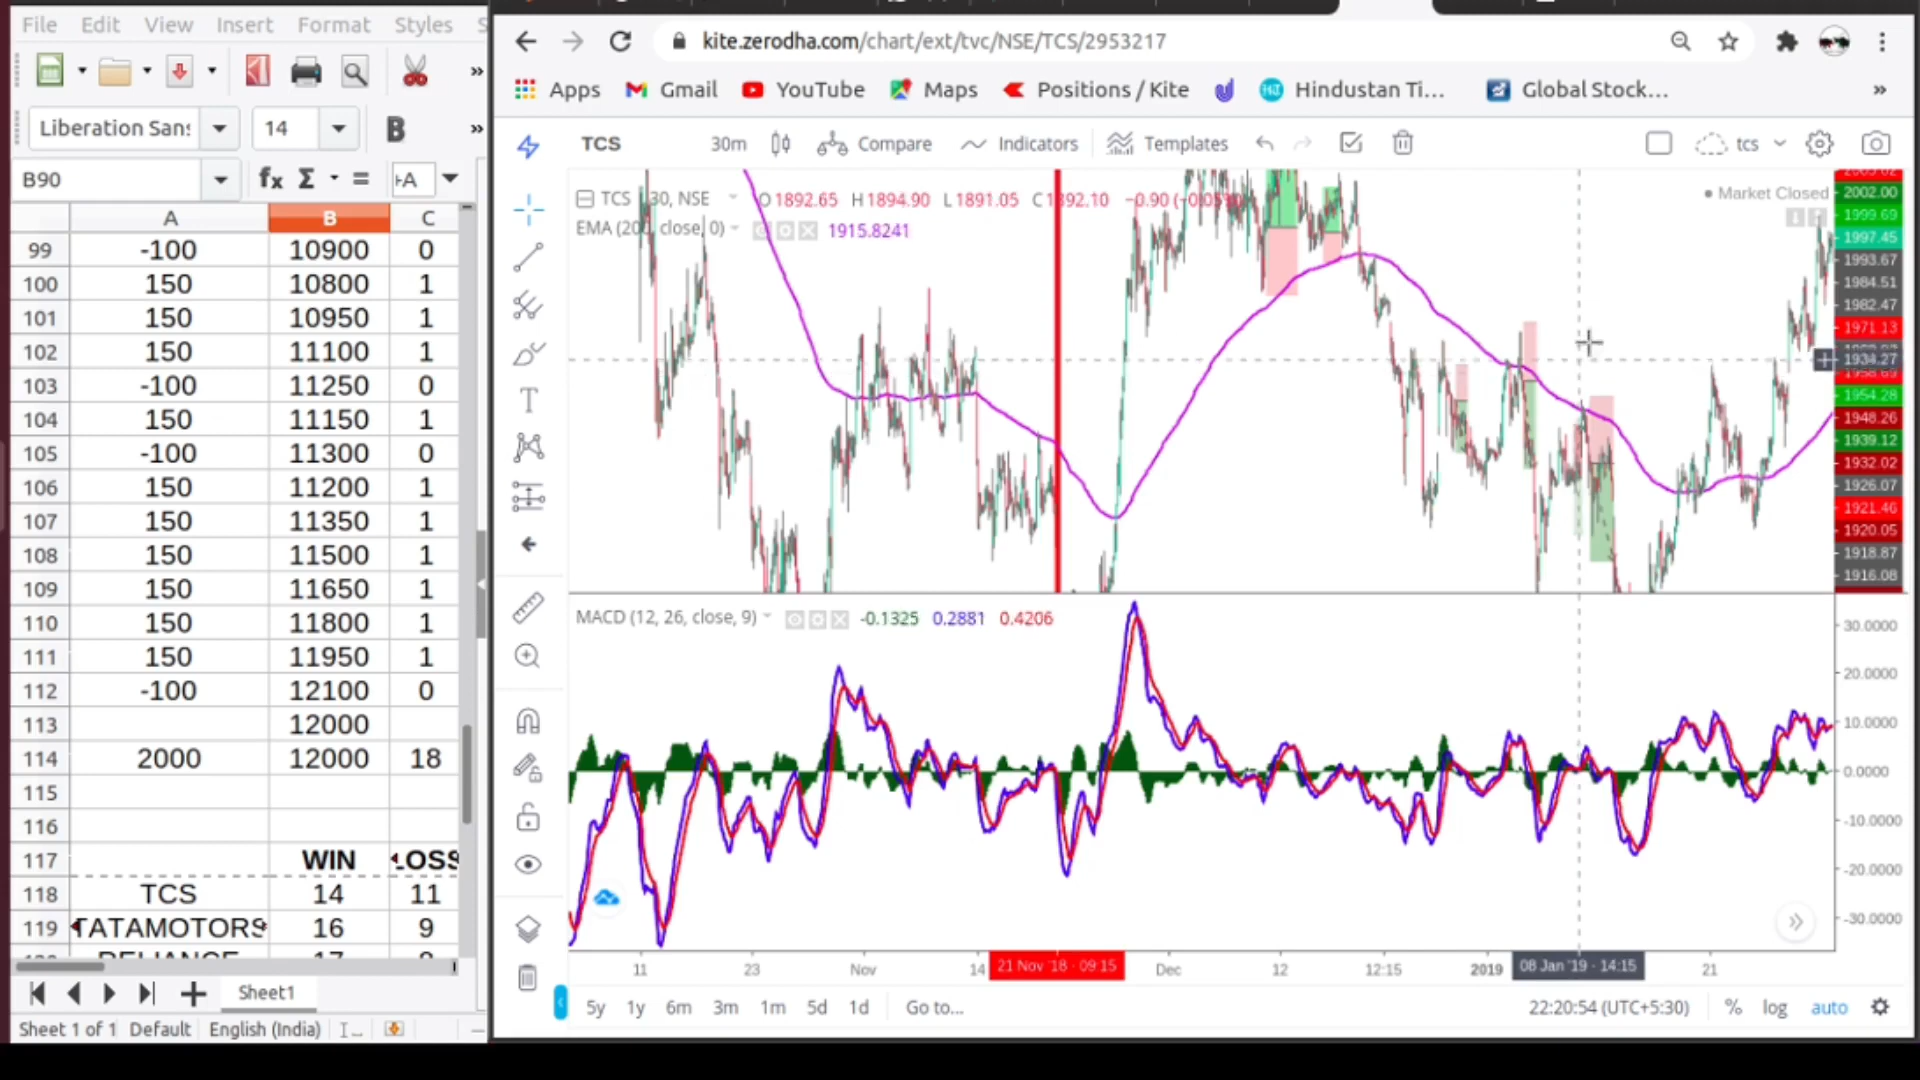 File Edit View Insert Format Styles S
Liberation Sans 14 B
B90 fx Σ =
A B C
99 -100 10900 0
100 150 10800 1
101 150 10950 1
102 150 11100 1
103 -100 11250 0
104 150 11150 1
105 -100 11300 0
106 150 11200 1
107 150 11350 1
108 150 11500 1
109 150 11650 1
110 150 11800 1
111 150 11950 1
112 -100 12100 0
113 12000
114 2000 12000 18
115
116
117 WIN LOSS
118 TCS 14 11
119 TATAMOTORS 16 9
Sheet1
Sheet 1 of 1 Default English (India)
kite.zerodha.com/chart/ext/tvc/NSE/TCS/2953217
Apps Gmail YouTube Maps Positions / Kite Hindustan Ti... Global Stock...
TCS 30m Compare Indicators Templates tcs
TCS 30, NSE O 1892.65 H 1894.90 L 1891.05 C 1892.10
EMA (200, close, 0) 1915.8241
Market Closed
2002.00
1999.69
1997.45
1993.67
1984.51
1982.47
1971.13
1934.27
1954.28
1948.26
1939.12
1932.02
1926.07
1921.46
1920.05
1918.87
1916.08
MACD (12, 26, close, 9) -0.1325 0.2881 0.4206
30.0000
20.0000
10.0000
0.0000
-10.0000
-20.0000
-30.0000
11 23 Nov 14 21 Nov '18 · 09:15 Dec 12 12:15 2019 08 Jan '19 · 14:15 21
5y 1y 6m 3m 1m 5d 1d Go to... 22:20:54 (UTC+5:30) % log auto